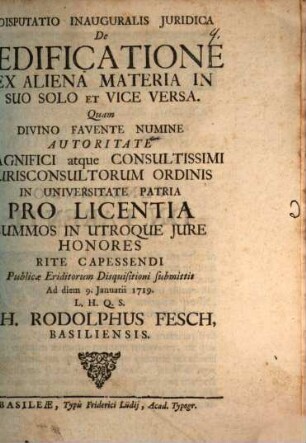 DISPUTATIO INAUGURALIS JURIDICA
De
9.
EDIFICATIONE
EX ALIENA MATERIA IN
SUO SOLO ET VICE VERSA.
Quam
DIVINO FAVENTE NUMINE
AUTORITATE
AGNIFICI atque CONSULTISSIMI
URISCONSULTORUM ORDINIS
IN UNIVERSITATE PATRIA
PRO LICENTIA
SUMMOS IN UTROQUE JURE
HONORES
RITE CAPESSENDI
Publicæ Eriditorum Disquisitioni submittit
Ad diem 9. Januarii 1719.
L. H. Q. S.
H. RODOLPHUS FESCH,
BASILIENSIS.
BASILEÆ, Typis Friderici Lüdij, Acad. Typogr.